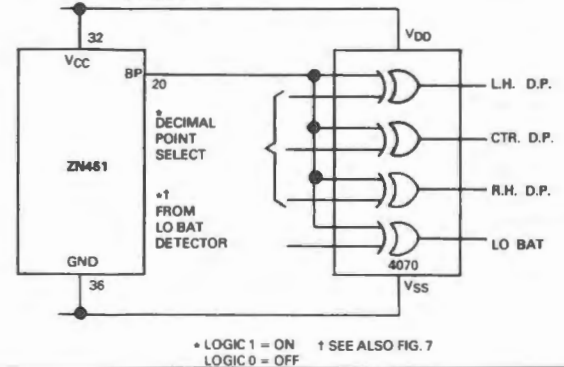 32
VCC
BP
20
VDD
L.H. D.P.
* DECIMAL
POINT
SELECT
CTR. D.P.
ZN451
R.H. D.P.
*† FROM
LO BAT
DETECTOR
LO BAT
GND
36
4070
VSS
* LOGIC 1 = ON † SEE ALSO FIG. 7
LOGIC 0 = OFF